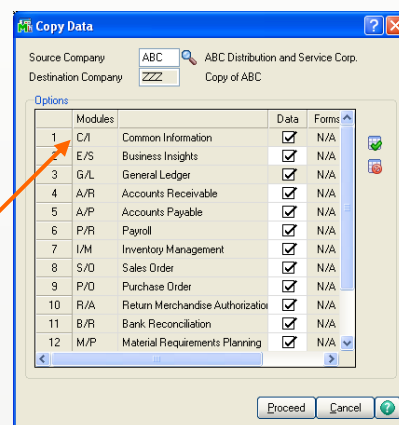 Copy Data
Source Company ABC ABC Distribution and Service Corp.
Destination Company ZZZ Copy of ABC
Options
Modules Data Forms
1 C/I Common Information N/A
2 E/S Business Insights N/A
3 G/L General Ledger N/A
4 A/R Accounts Receivable N/A
5 A/P Accounts Payable N/A
6 P/R Payroll N/A
7 I/M Inventory Management N/A
8 S/O Sales Order N/A
9 P/O Purchase Order N/A
10 R/A Return Merchandise Authorizatio N/A
11 B/R Bank Reconciliation N/A
12 M/P Material Requirements Planning N/A
Proceed Cancel